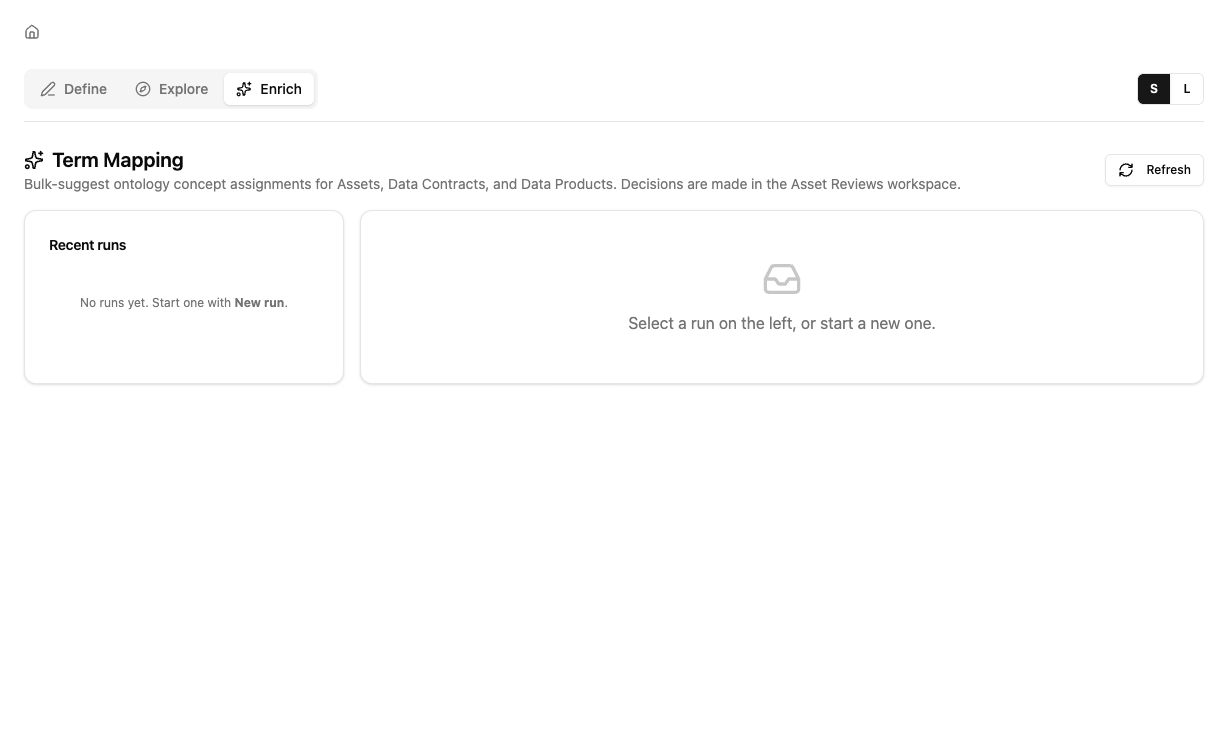 Define
Explore
Enrich
S
L
Term Mapping
Bulk-suggest ontology concept assignments for Assets, Data Contracts, and Data Products. Decisions are made in the Asset Reviews workspace.
Refresh
Recent runs
No runs yet. Start one with New run.
Select a run on the left, or start a new one.